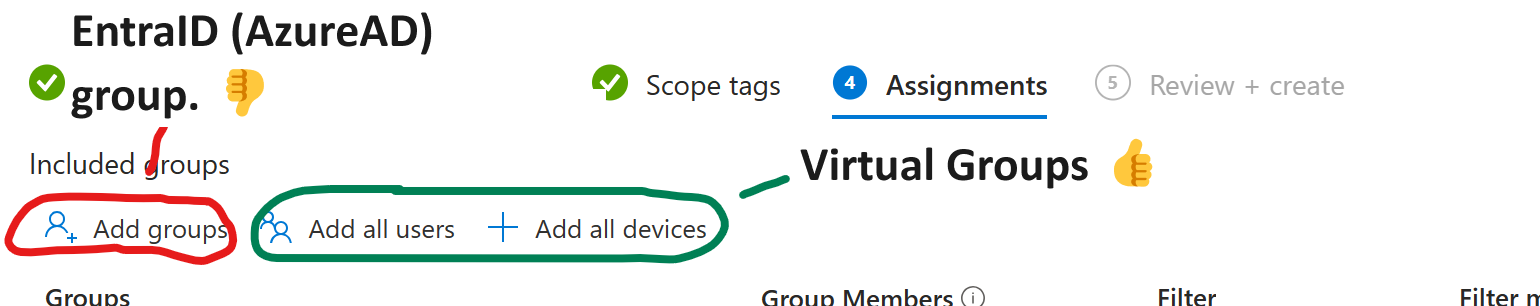 EntraID (AzureAD)
group.
Scope tags
4 Assignments
5 Review + create
Included groups
Virtual Groups
Add groups
Add all users
Add all devices
Groups
Group Members
Filter
Filter m